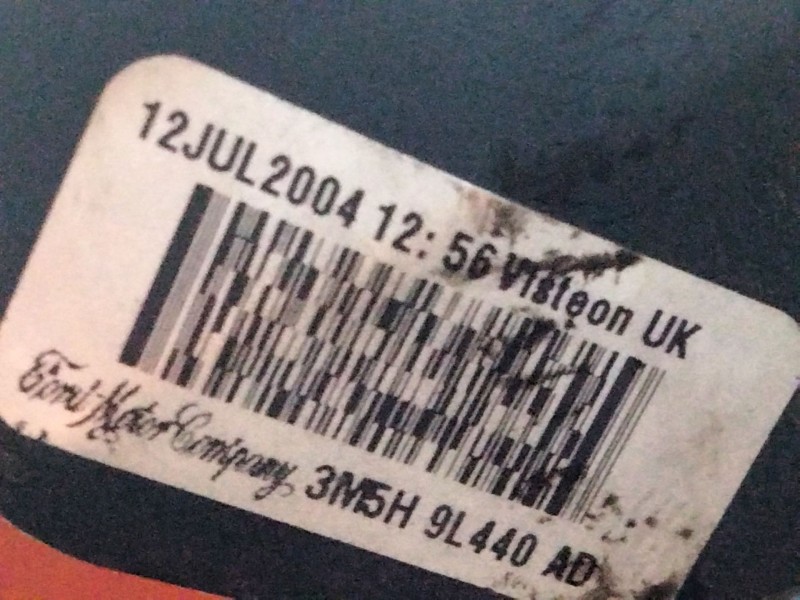 12JUL2004 12: 56 Visteon UK
Ford Motor Company 3M5H 9L440 AD